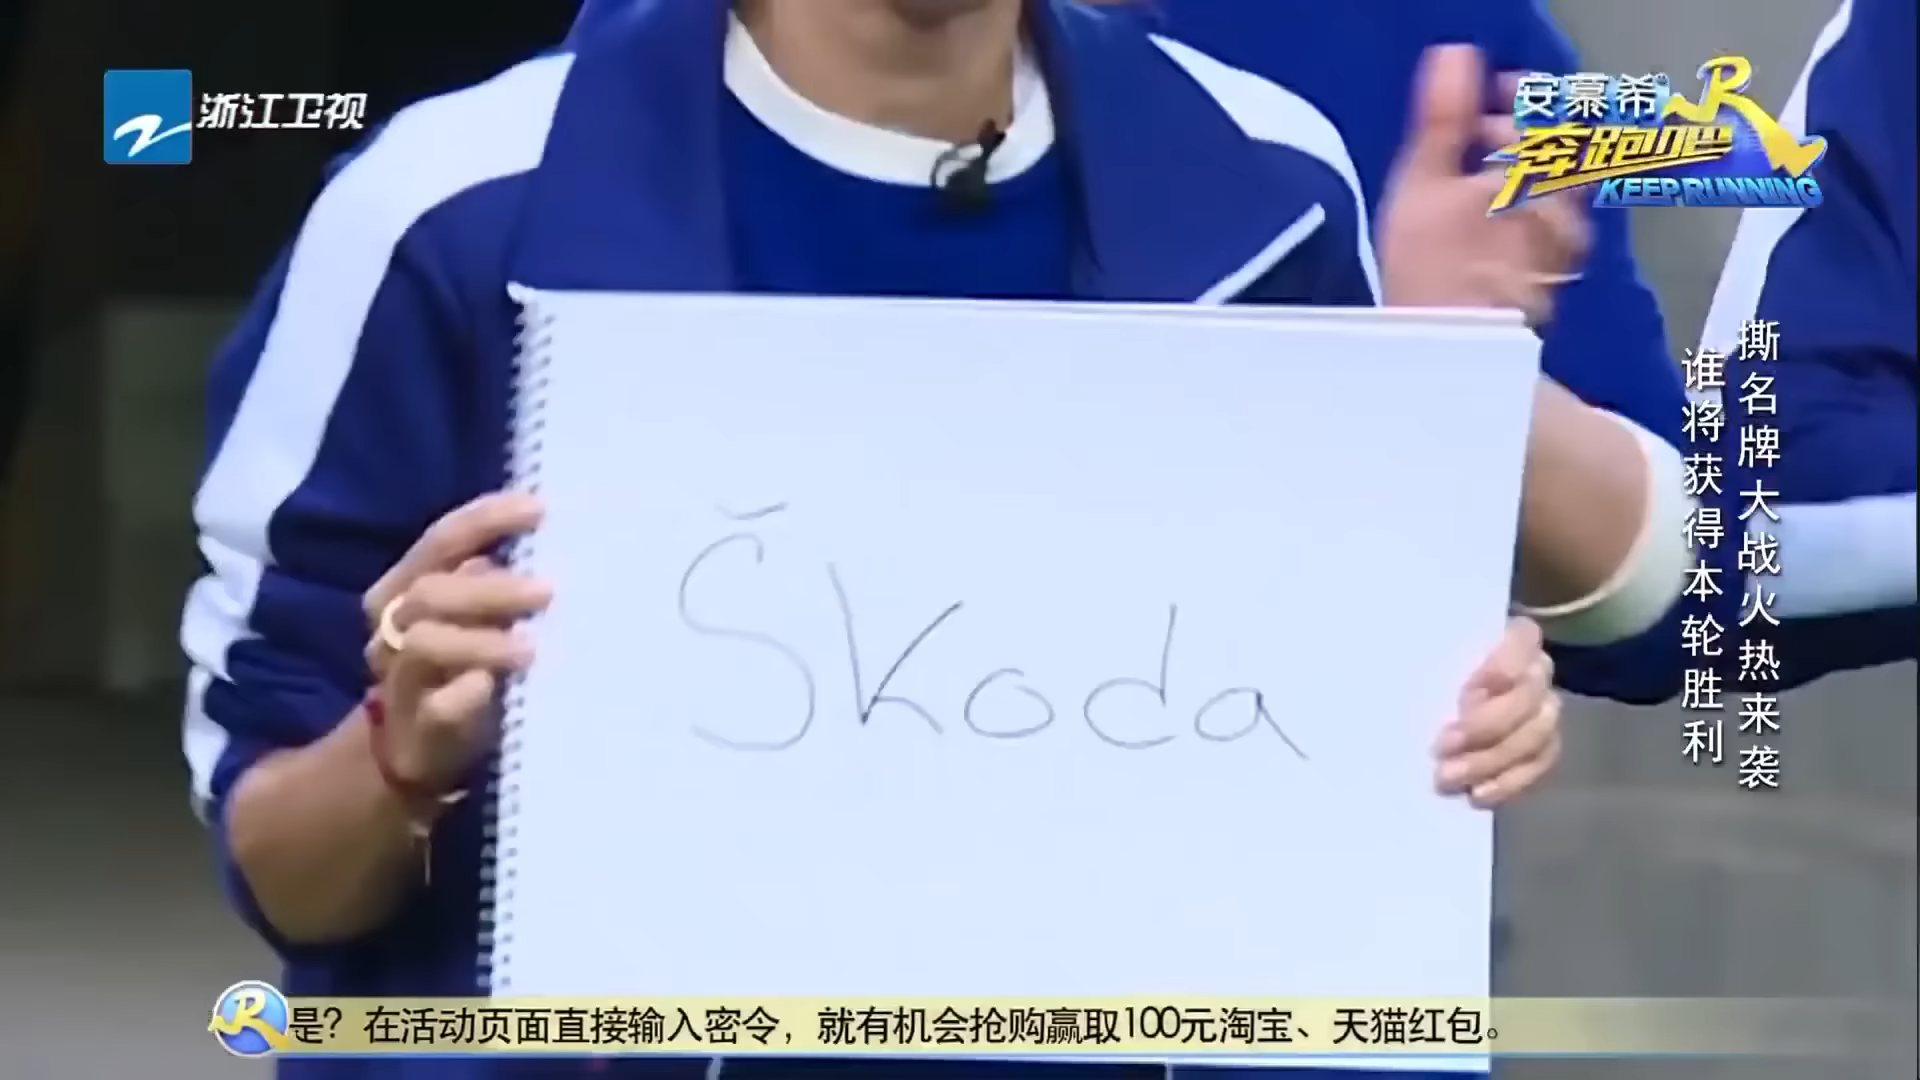 浙江卫视
安慕希
奔跑吧
KEEP RUNNING
撕名牌大战火热来袭
谁将获得本轮胜利
Škoda
是？在活动页面直接输入密令，就有机会抢购赢取100元淘宝、天猫红包。